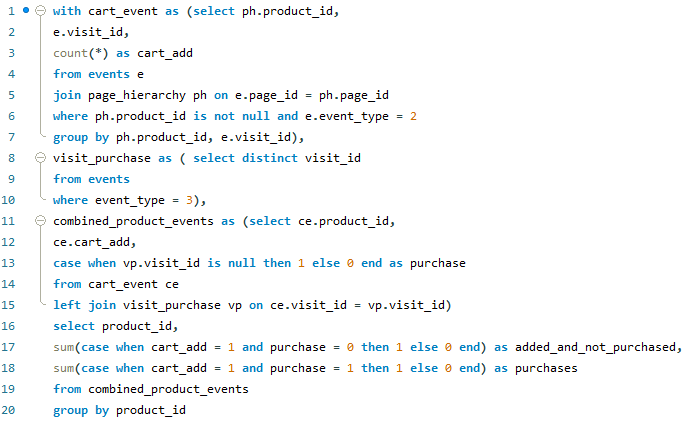 1 with cart_event as (select ph.product_id,
2 e.visit_id,
3 count(*) as cart_add
4 from events e
5 join page_hierarchy ph on e.page_id = ph.page_id
6 where ph.product_id is not null and e.event_type = 2
7 group by ph.product_id, e.visit_id),
8 visit_purchase as ( select distinct visit_id
9 from events
10 where event_type = 3),
11 combined_product_events as (select ce.product_id,
12 ce.cart_add,
13 case when vp.visit_id is null then 1 else 0 end as purchase
14 from cart_event ce
15 left join visit_purchase vp on ce.visit_id = vp.visit_id)
16 select product_id,
17 sum(case when cart_add = 1 and purchase = 0 then 1 else 0 end) as added_and_not_purchased,
18 sum(case when cart_add = 1 and purchase = 1 then 1 else 0 end) as purchases
19 from combined_product_events
20 group by product_id